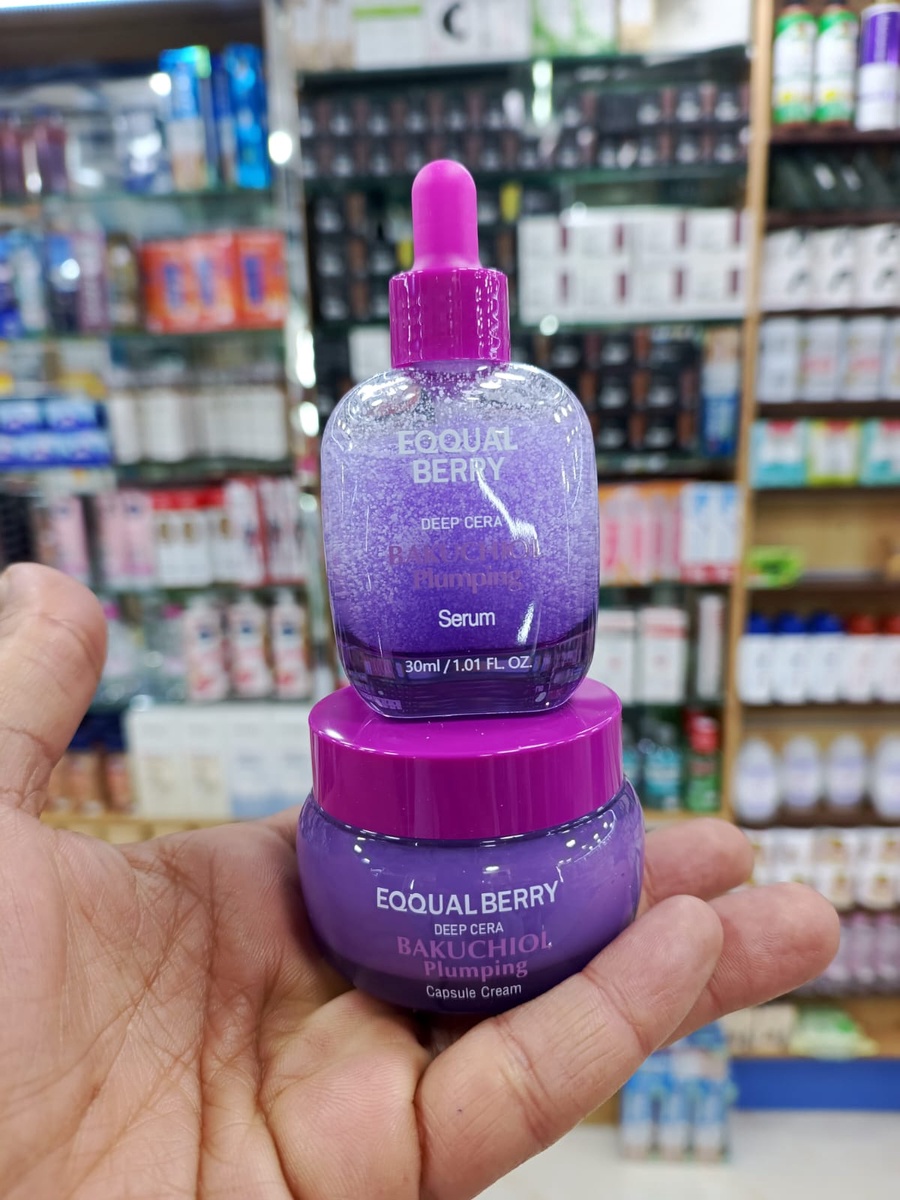 EQQUAL
BERRY
DEEP CERA
BAKUCHIOL
Plumping
Serum
30ml / 1.01 FL. OZ.
EQQUALBERRY
DEEP CERA
BAKUCHIOL
Plumping
Capsule Cream